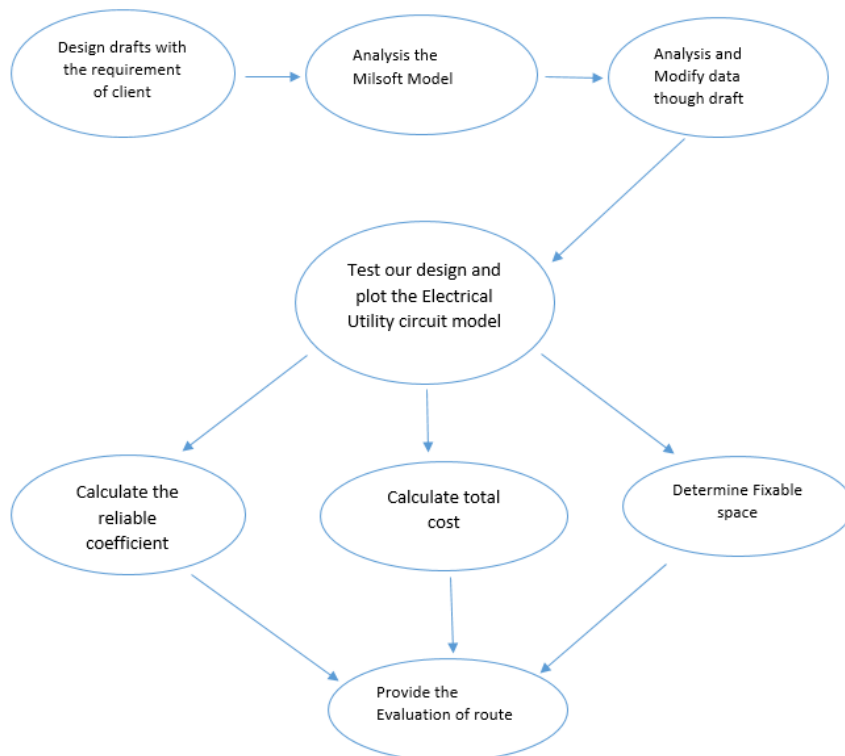 Design drafts with
the requirement
of client
Analysis the
Milsoft Model
Analysis and
Modify data
though draft
Test our design and
plot the Electrical
Utility circuit model
Calculate the
reliable
coefficient
Calculate total
cost
Determine Fixable
space
Provide the
Evaluation of route